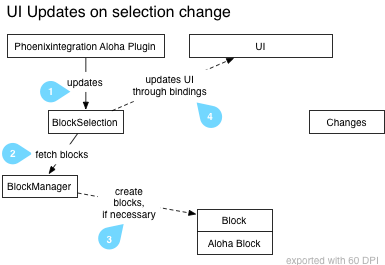 UI Updates on selection change
Phoenixintegration Aloha Plugin
UI
1
updates
updates UI
through bindings
4
BlockSelection
Changes
2
fetch blocks
BlockManager
create
blocks,
if necessary
3
Block
Aloha Block
exported with 60 DPI